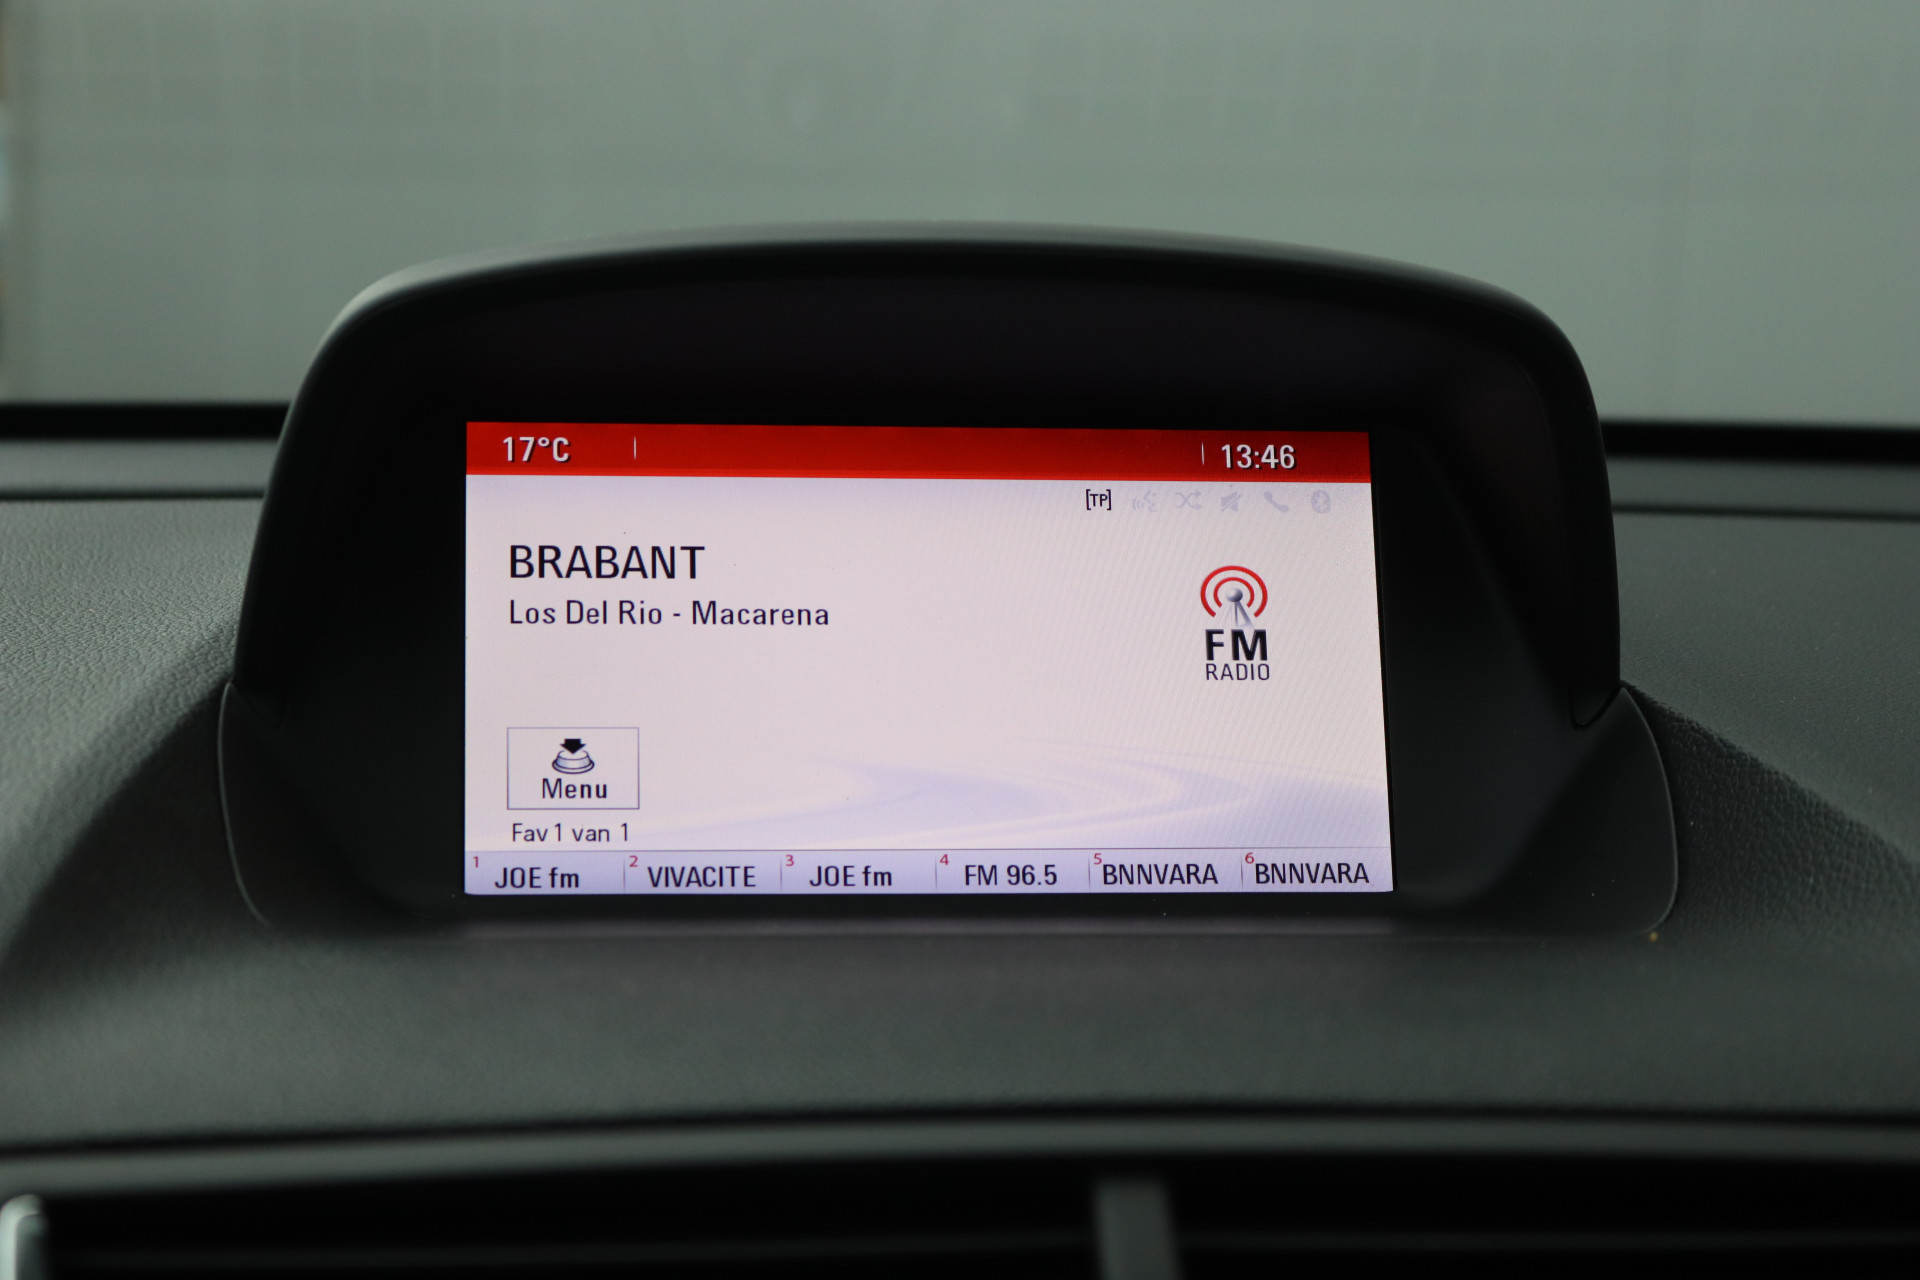 17°C 13:46
[TP]
BRABANT
Los Del Rio - Macarena
FM
RADIO
Menu
Fav 1 van 1
1 JOE fm 2 VIVACITE 3 JOE fm 4 FM 96.5 5 BNNVARA 6 BNNVARA